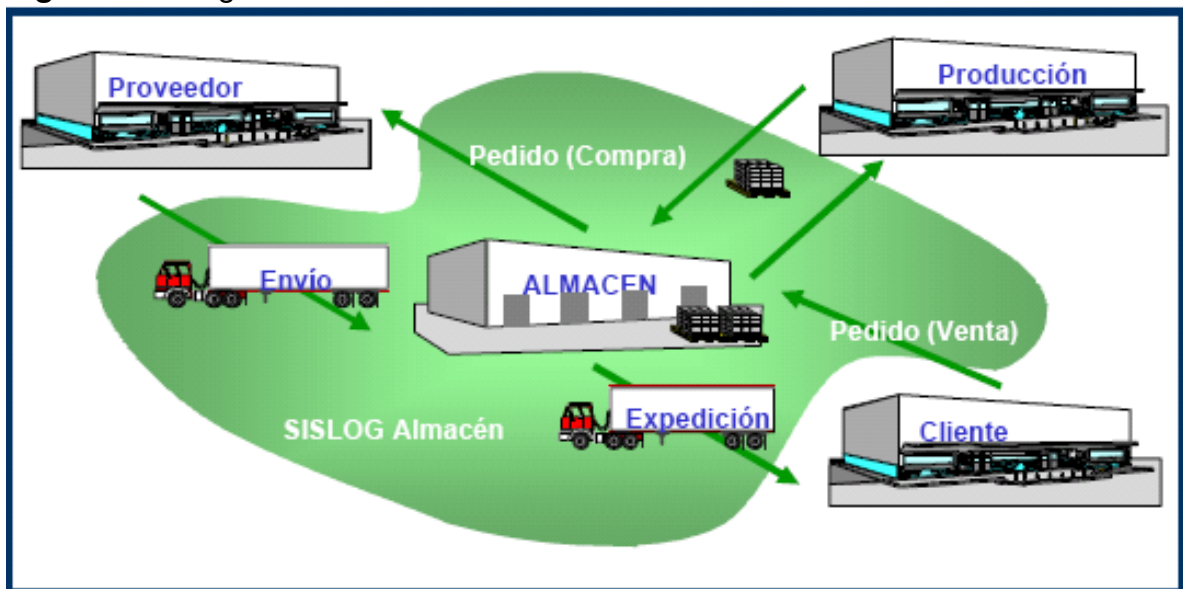 Proveedor
Producción
Pedido (Compra)
Envío
ALMACEN
Pedido (Venta)
SISLOG Almacén
Expedición
Cliente